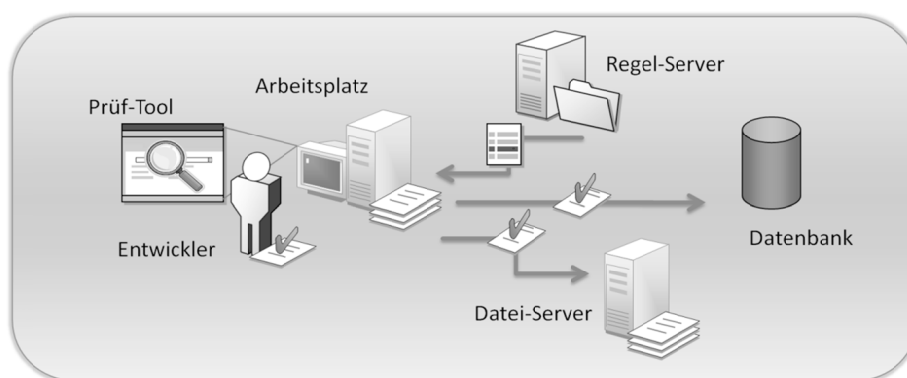 Regel-Server
Arbeitsplatz
Prüf-Tool
Entwickler
Datenbank
Datei-Server